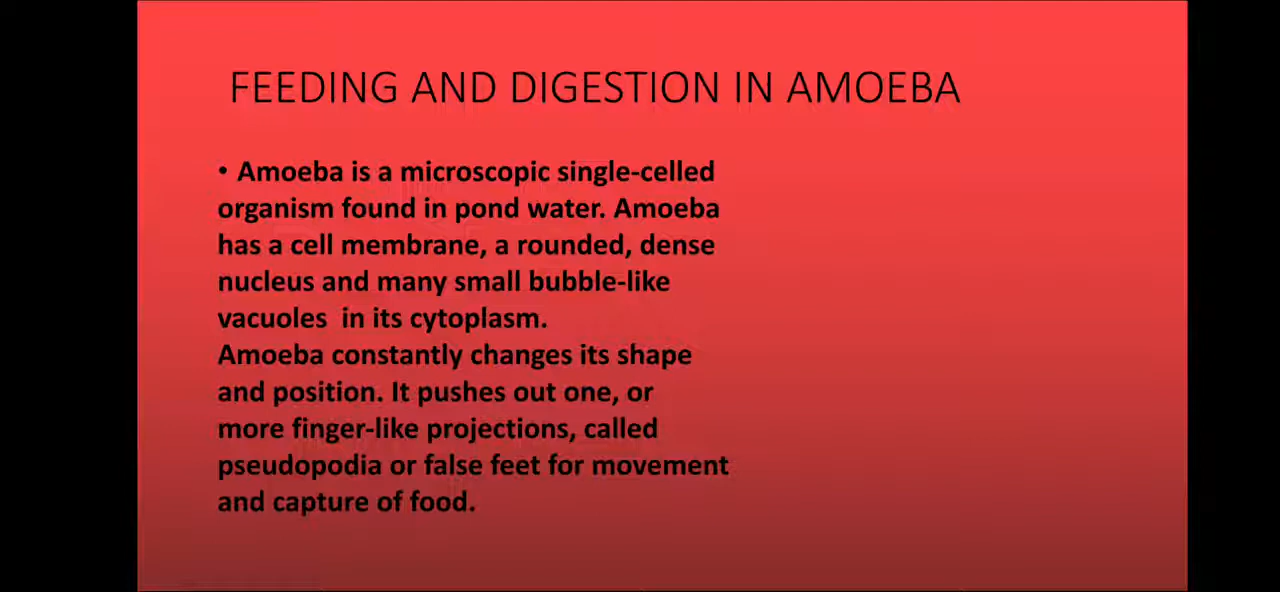 FEEDING AND DIGESTION IN AMOEBA
• Amoeba is a microscopic single-celled
organism found in pond water. Amoeba
has a cell membrane, a rounded, dense
nucleus and many small bubble-like
vacuoles  in its cytoplasm.
Amoeba constantly changes its shape
and position. It pushes out one, or
more finger-like projections, called
pseudopodia or false feet for movement
and capture of food.